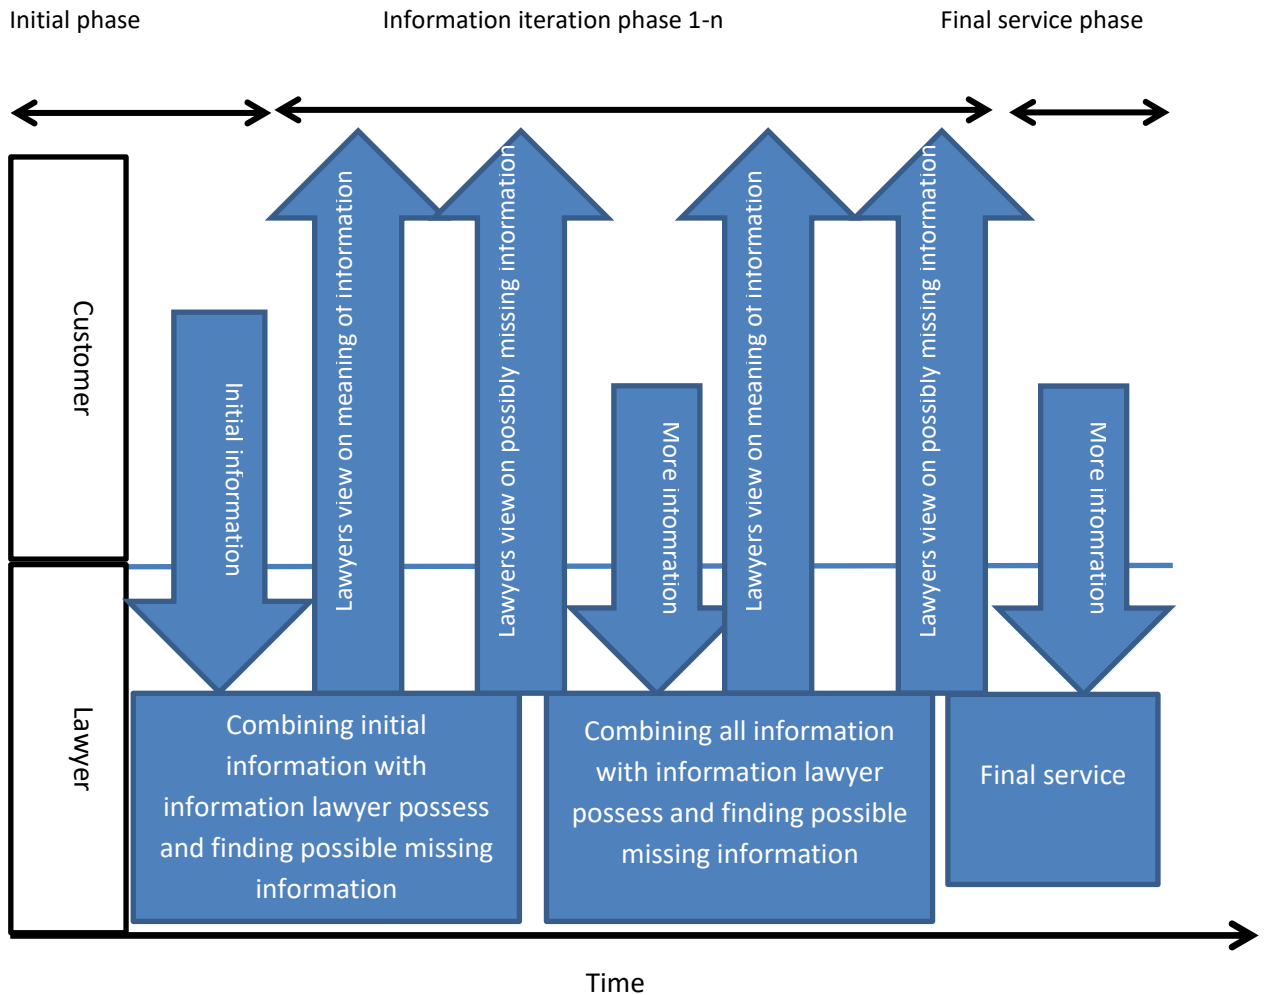 Initial phase
Information iteration phase 1-n
Final service phase
Customer
Initial information
Lawyers view on meaning of information
Lawyers view on possibly missing information
More infomration
Lawyers view on meaning of information
Lawyers view on possibly missing information
More infomration
Lawyer
Combining initial
information with
information lawyer possess
and finding possible missing
information
Combining all information
with information lawyer
possess and finding possible
missing information
Final service
Time